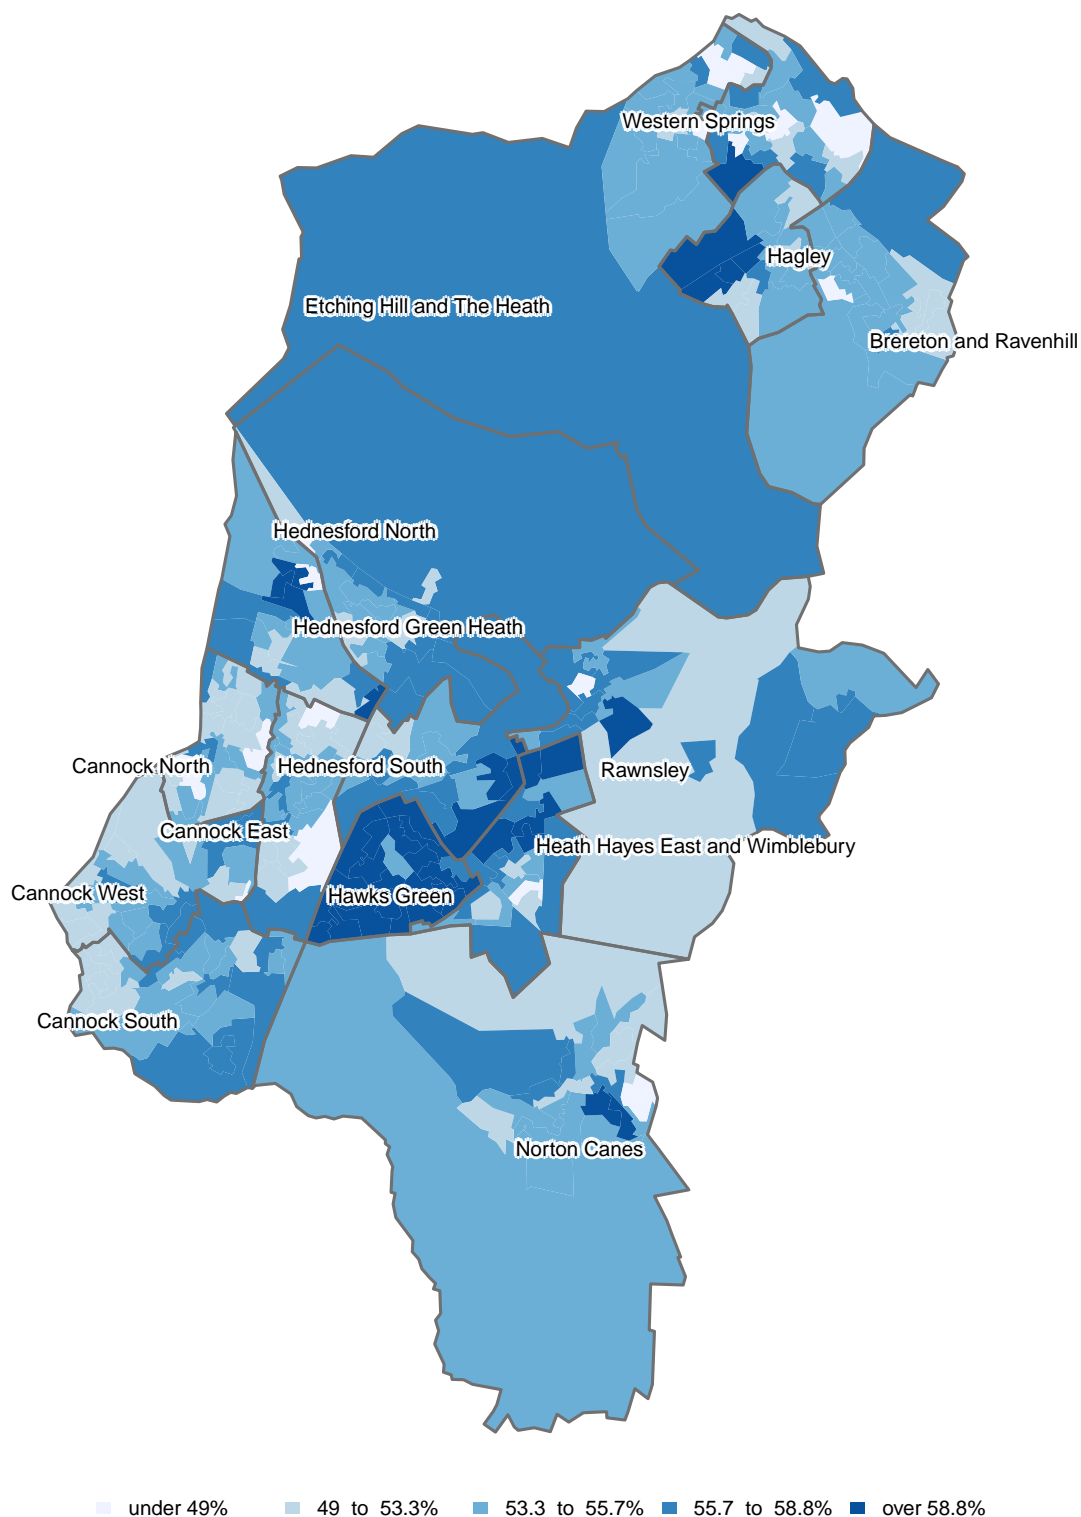 Western Springs
Hagley
Etching Hill and The Heath
Brereton and Ravenhill
Hednesford North
Hednesford Green Heath
Cannock North
Hednesford South
Rawnsley
Cannock East
Heath Hayes East and Wimblebury
Cannock West
Hawks Green
Cannock South
Norton Canes
under 49% 49 to 53.3% 53.3 to 55.7% 55.7 to 58.8% over 58.8%